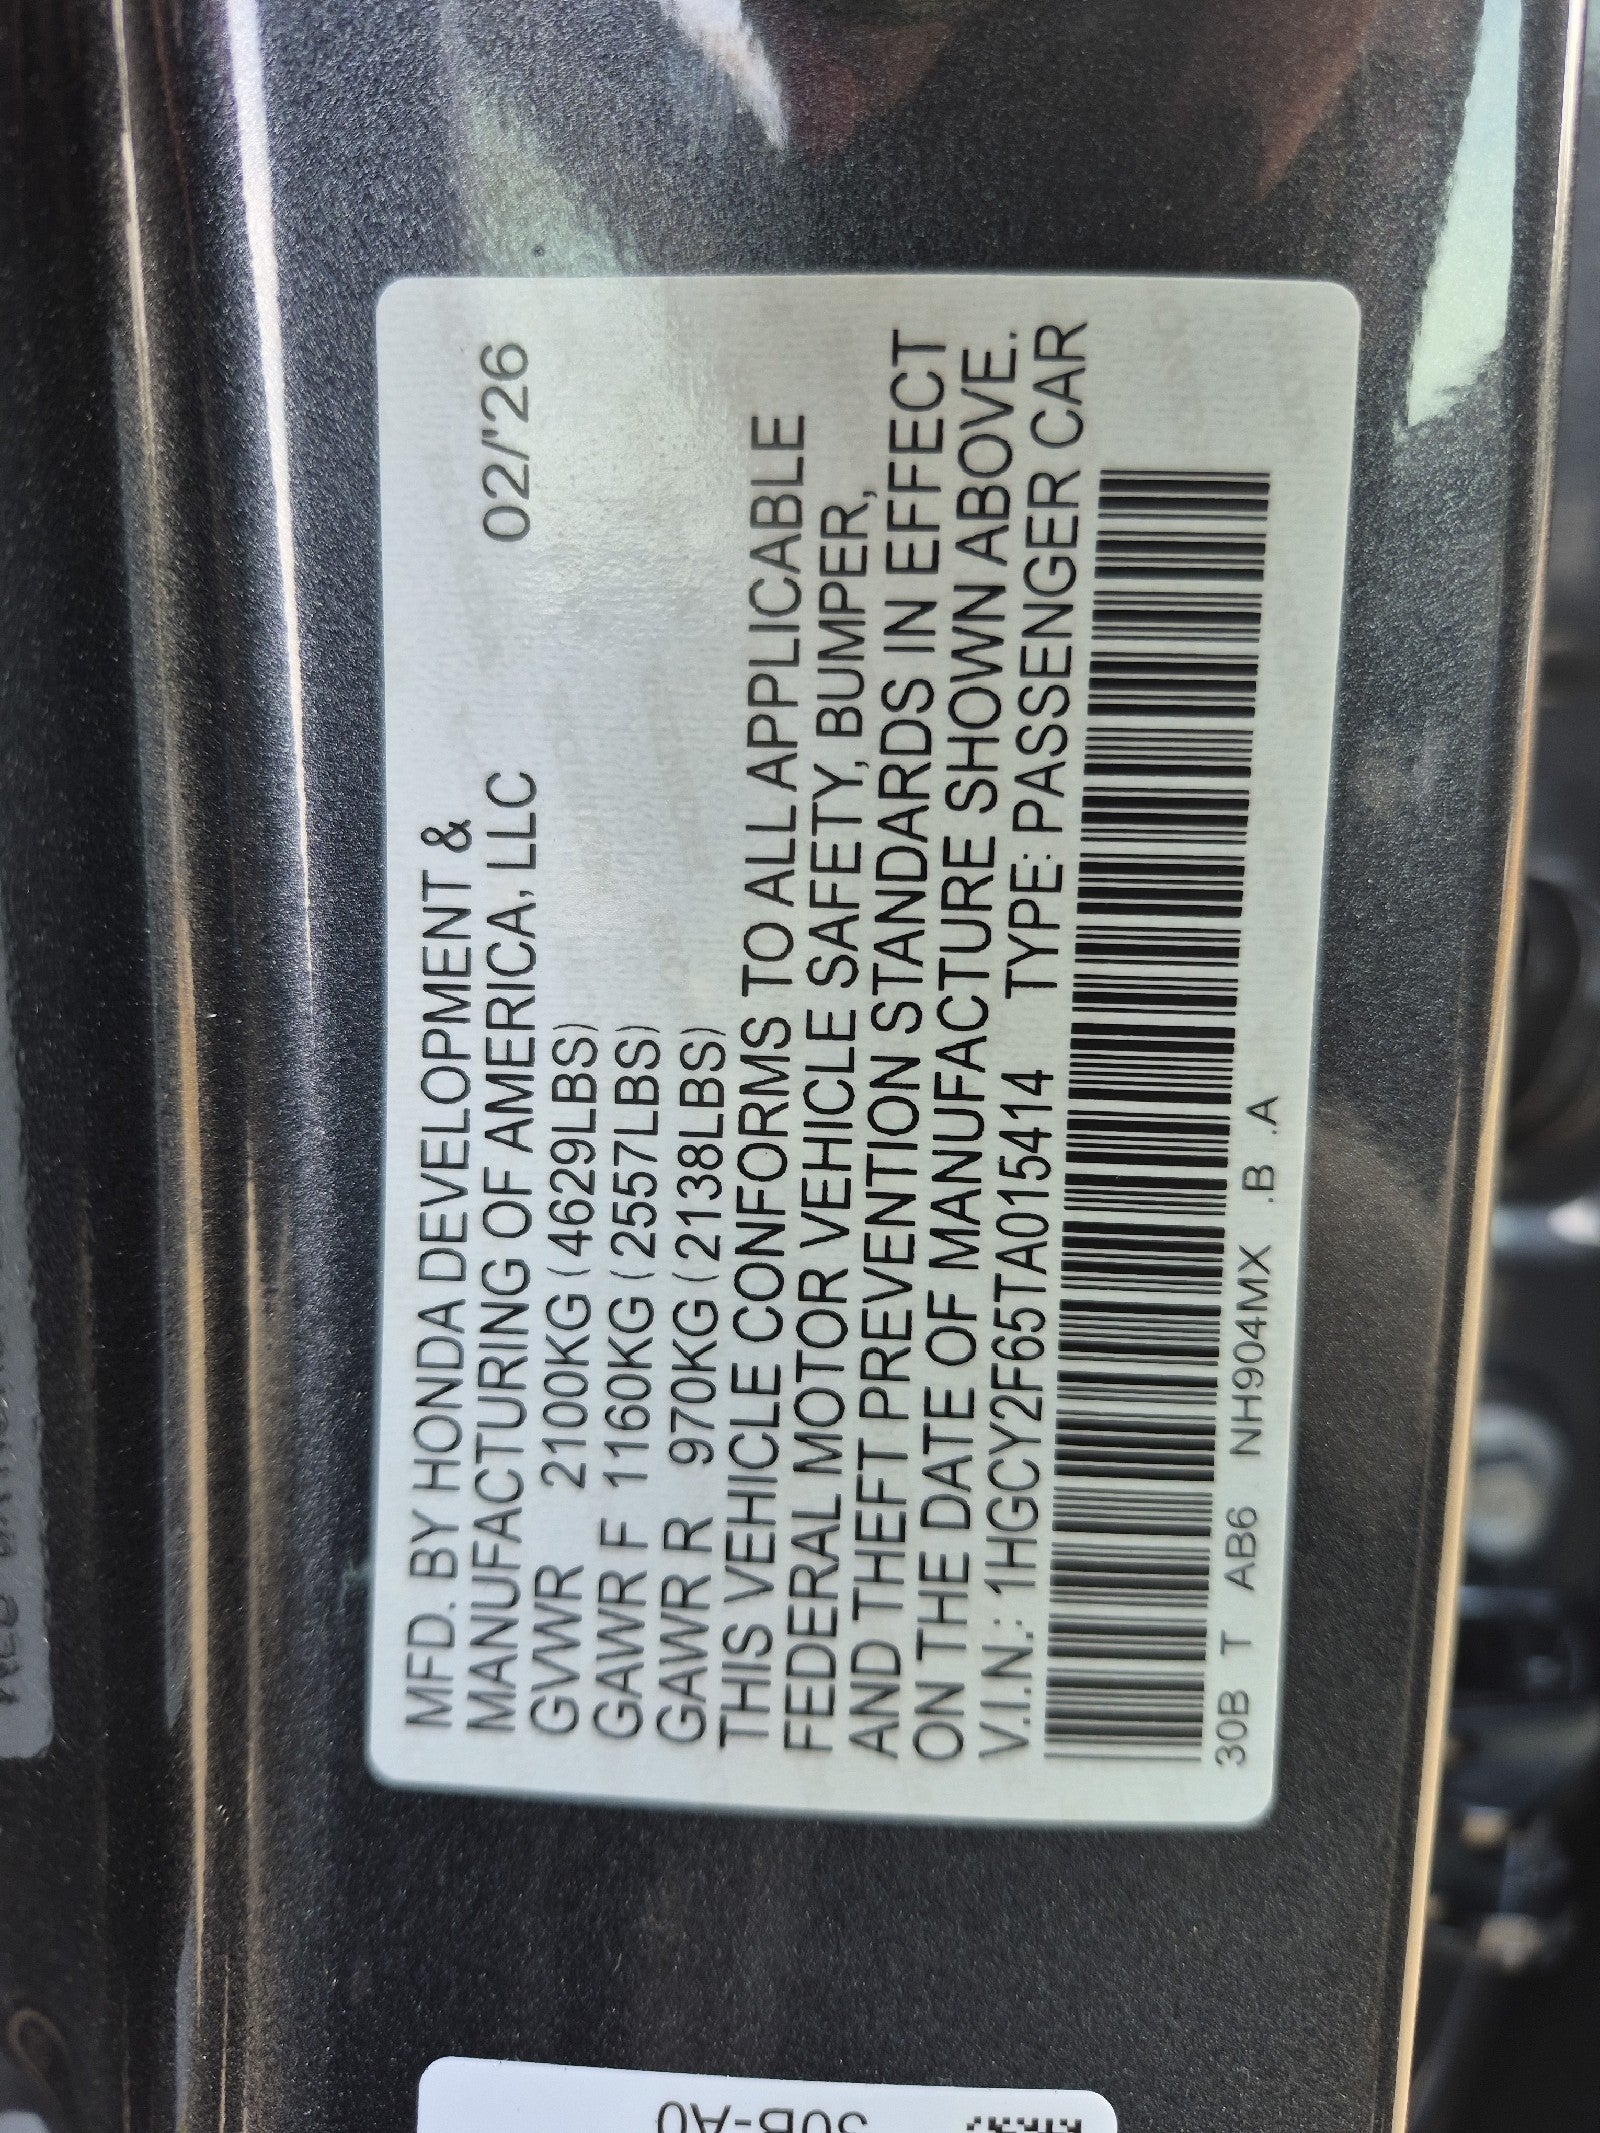 MFD. BY HONDA DEVELOPMENT &
MANUFACTURING OF AMERICA, LLC 02/'26
GVWR 2100KG (4629LBS)
GAWR F 1160KG (2557LBS)
GAWR R 970KG (2138LBS)
THIS VEHICLE CONFORMS TO ALL APPLICABLE
FEDERAL MOTOR VEHICLE SAFETY, BUMPER,
AND THEFT PREVENTION STANDARDS IN EFFECT
ON THE DATE OF MANUFACTURE SHOWN ABOVE.
V.I.N.: 1HGCY2F65TA015414 TYPE: PASSENGER CAR
30B T AB6 NH904MX .B .A
30B-A0